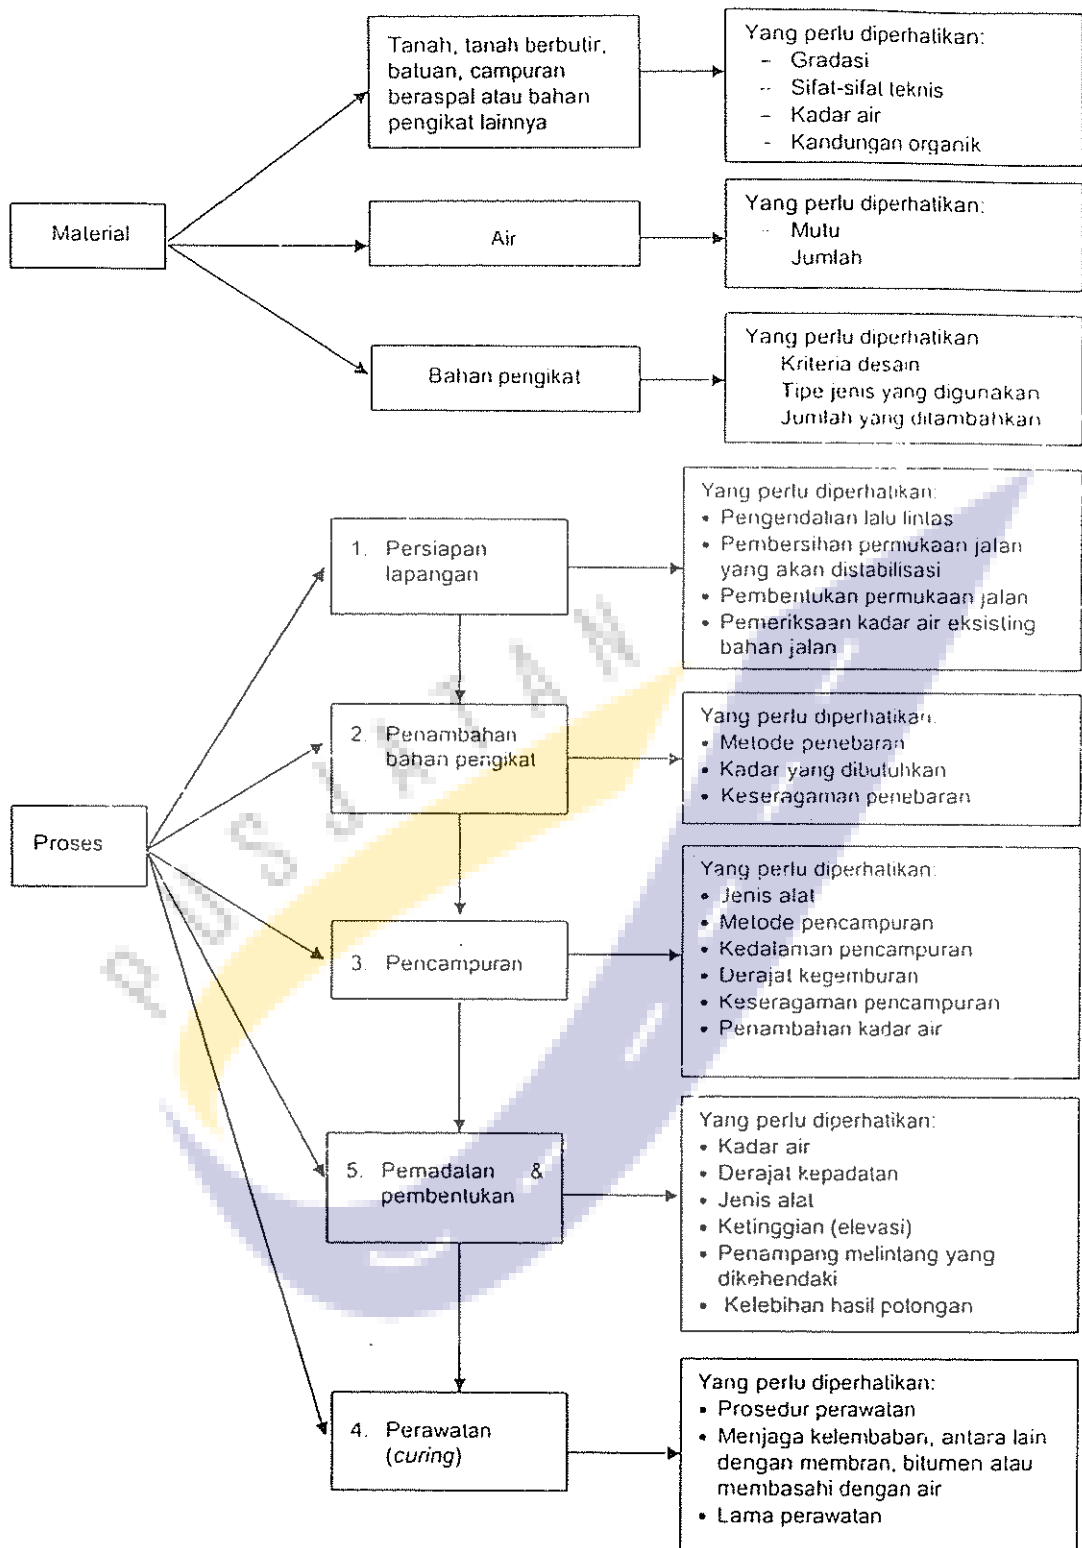 Tanah, tanah berbutir,
batuan, campuran
beraspal atau bahan
pengikat lainnya
Yang perlu diperhatikan:
- Gradasi
- Sifat-sifat teknis
- Kadar air
- Kandungan organik
Material
Air
Yang perlu diperhatikan:
- Mutu
Jumlah
Bahan pengikat
Yang perlu diperhatikan
Kriteria desain
Tipe jenis yang digunakan
Jumlah yang ditambahkan
Proses
1. Persiapan
lapangan
Yang perlu diperhatikan:
• Pengendalian lalu lintas
• Pembersihan permukaan jalan
yang akan distabilisasi
• Pembentukan permukaan jalan
• Pemeriksaan kadar air eksisting
bahan jalan
2. Penambahan
bahan pengikat
Yang perlu diperhatikan:
• Metode penebaran
• Kadar yang dibutuhkan
• Keseragaman penebaran
3. Pencampuran
Yang perlu diperhatikan:
• Jenis alat
• Metode pencampuran
• Kedalaman pencampuran
• Derajat kegemburan
• Keseragaman pencampuran
• Penambahan kadar air
5. Pemadatan &
pembentukan
Yang perlu diperhatikan:
• Kadar air
• Derajat kepadatan
• Jenis alat
• Ketinggian (elevasi)
• Penampang melintang yang
dikehendaki
• Kelebihan hasil potongan
4. Perawatan
(curing)
Yang perlu diperhatikan:
• Prosedur perawatan
• Menjaga kelembaban, antara lain
dengan membran, bitumen atau
membasahi dengan air
• Lama perawatan
PUSJATAN